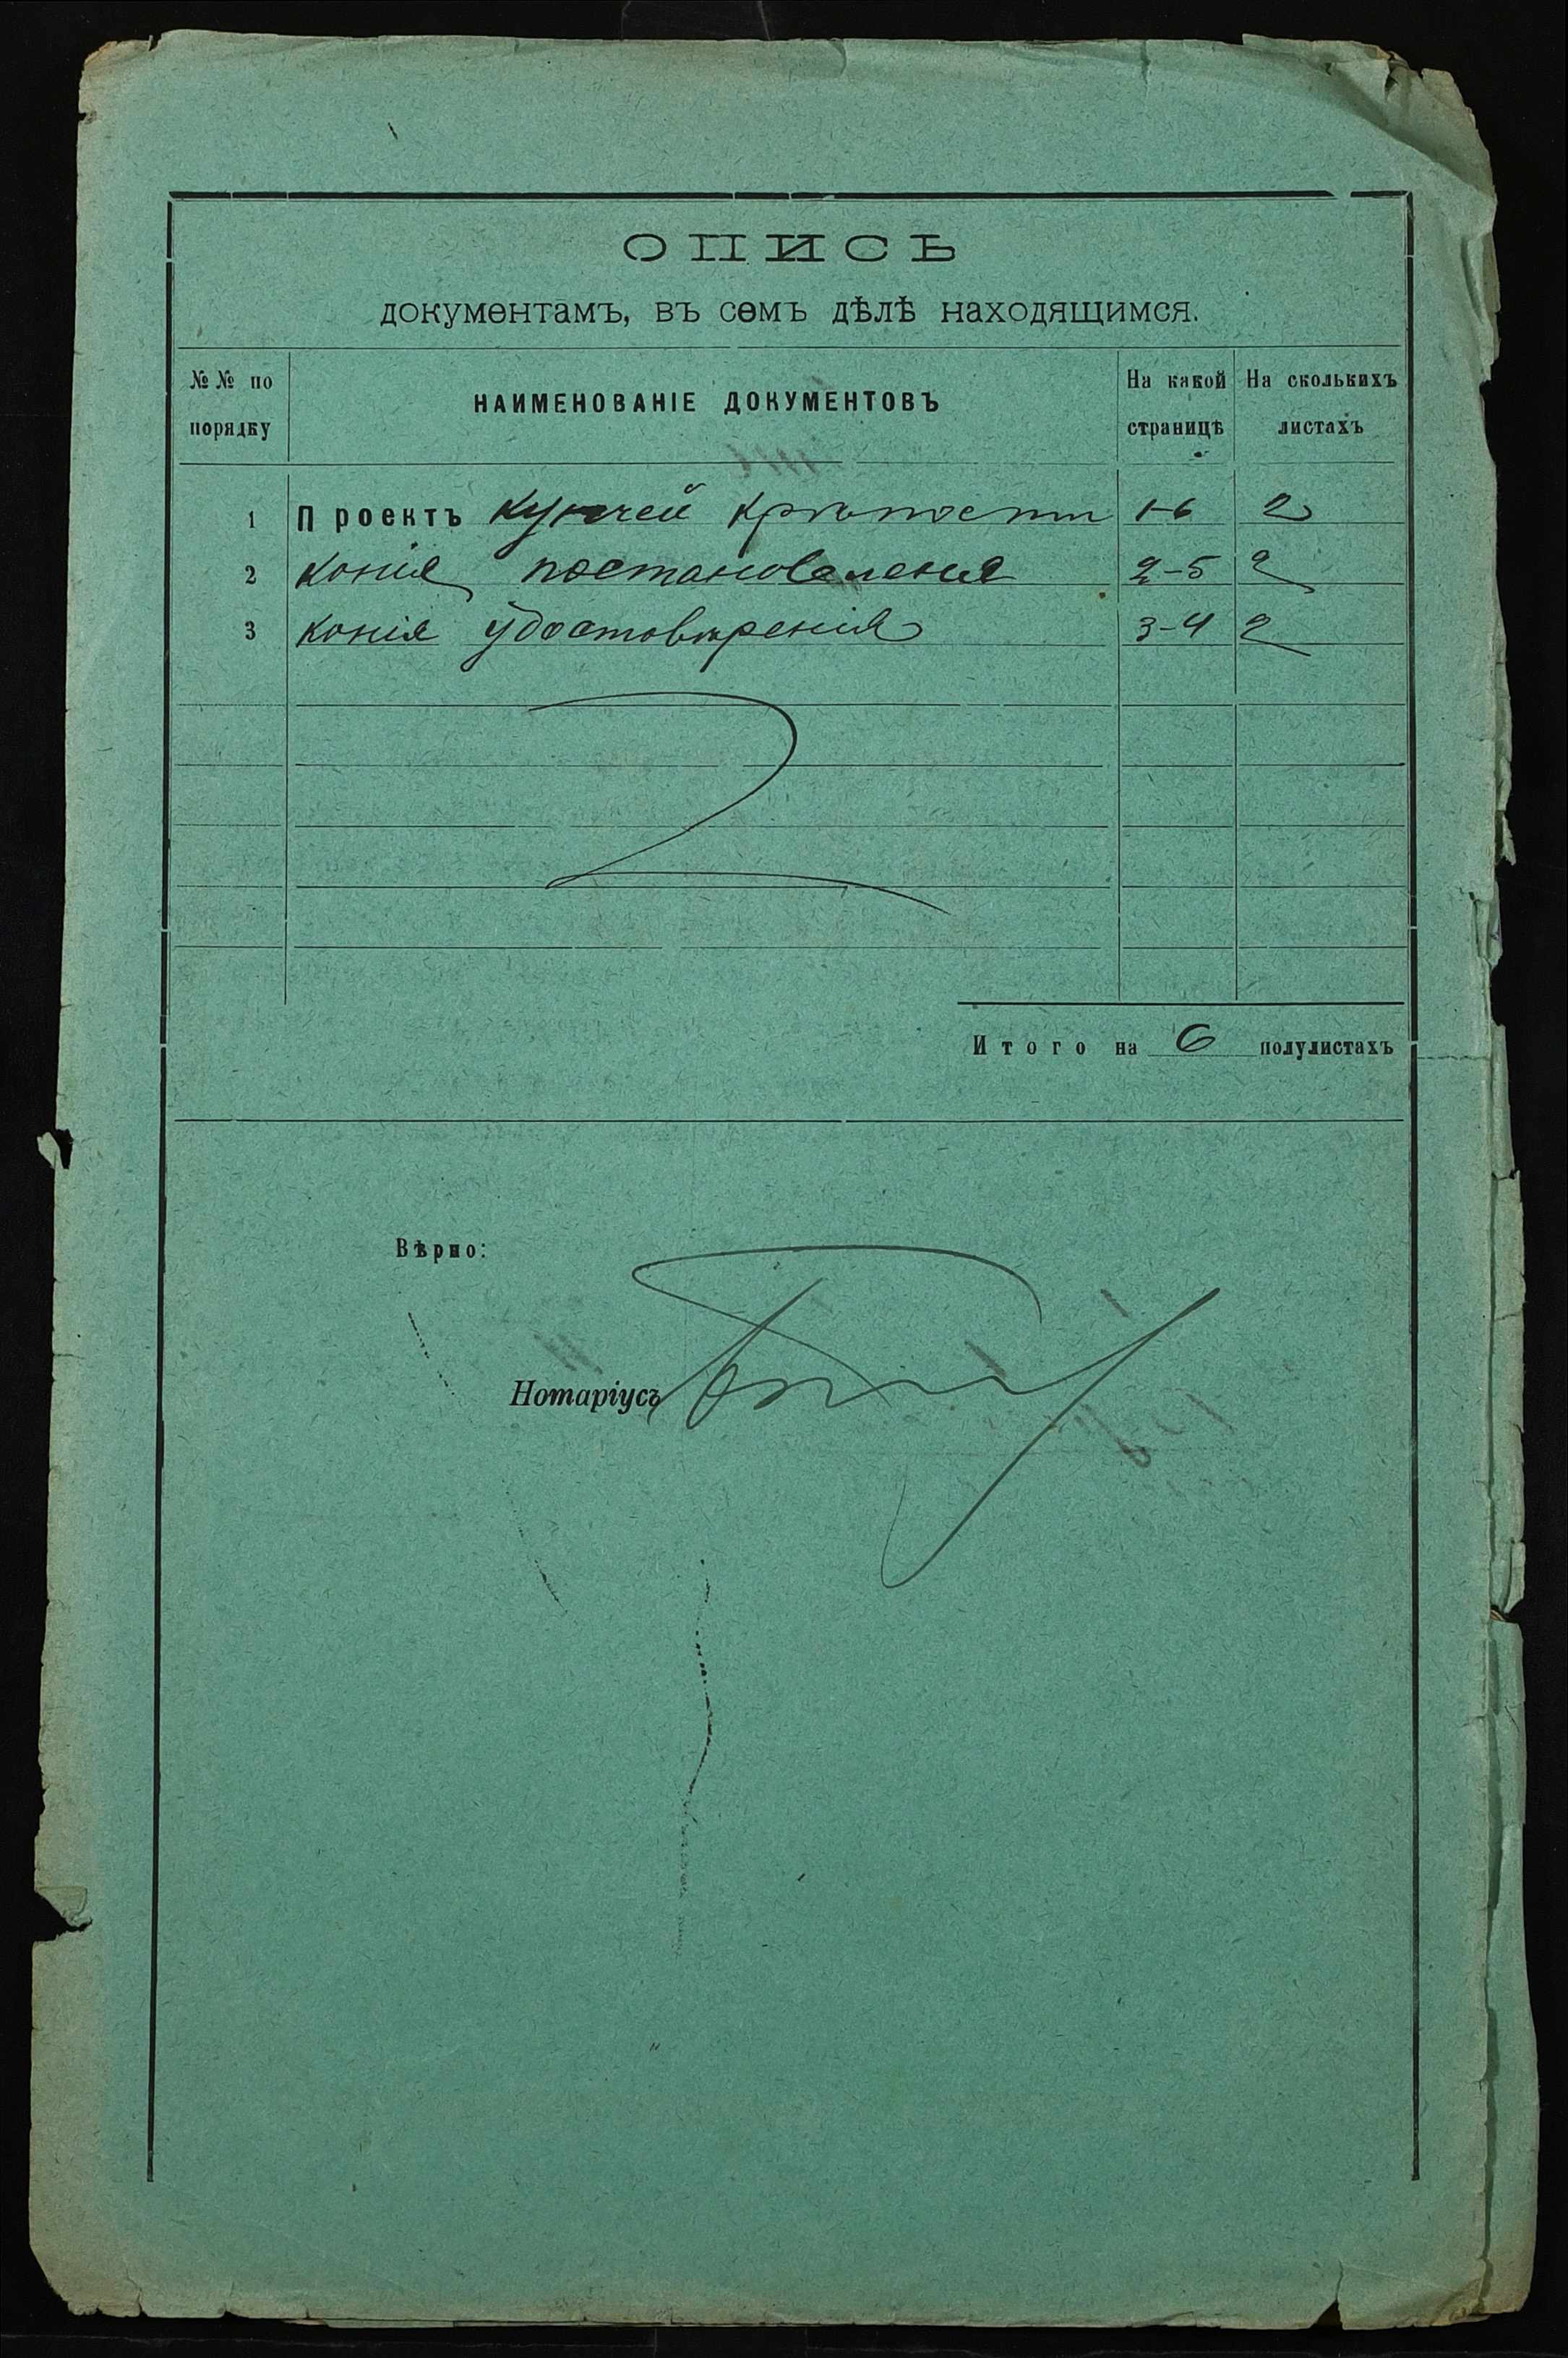 ОПИСЬ
документамъ, въ семъ дѣлѣ находящимся.
№№ по порядку НАИМЕНОВАНІЕ ДОКУМЕНТОВЪ На какой страницѣ На сколькихъ листахъ
1 Проектъ купчей крѣпости 1-6 2
2 копія постановленія 2-5 2
3 копія удостовѣренія 3-4 2
Итого на 6 полулистахъ
Вѣрно:
Нотаріусъ